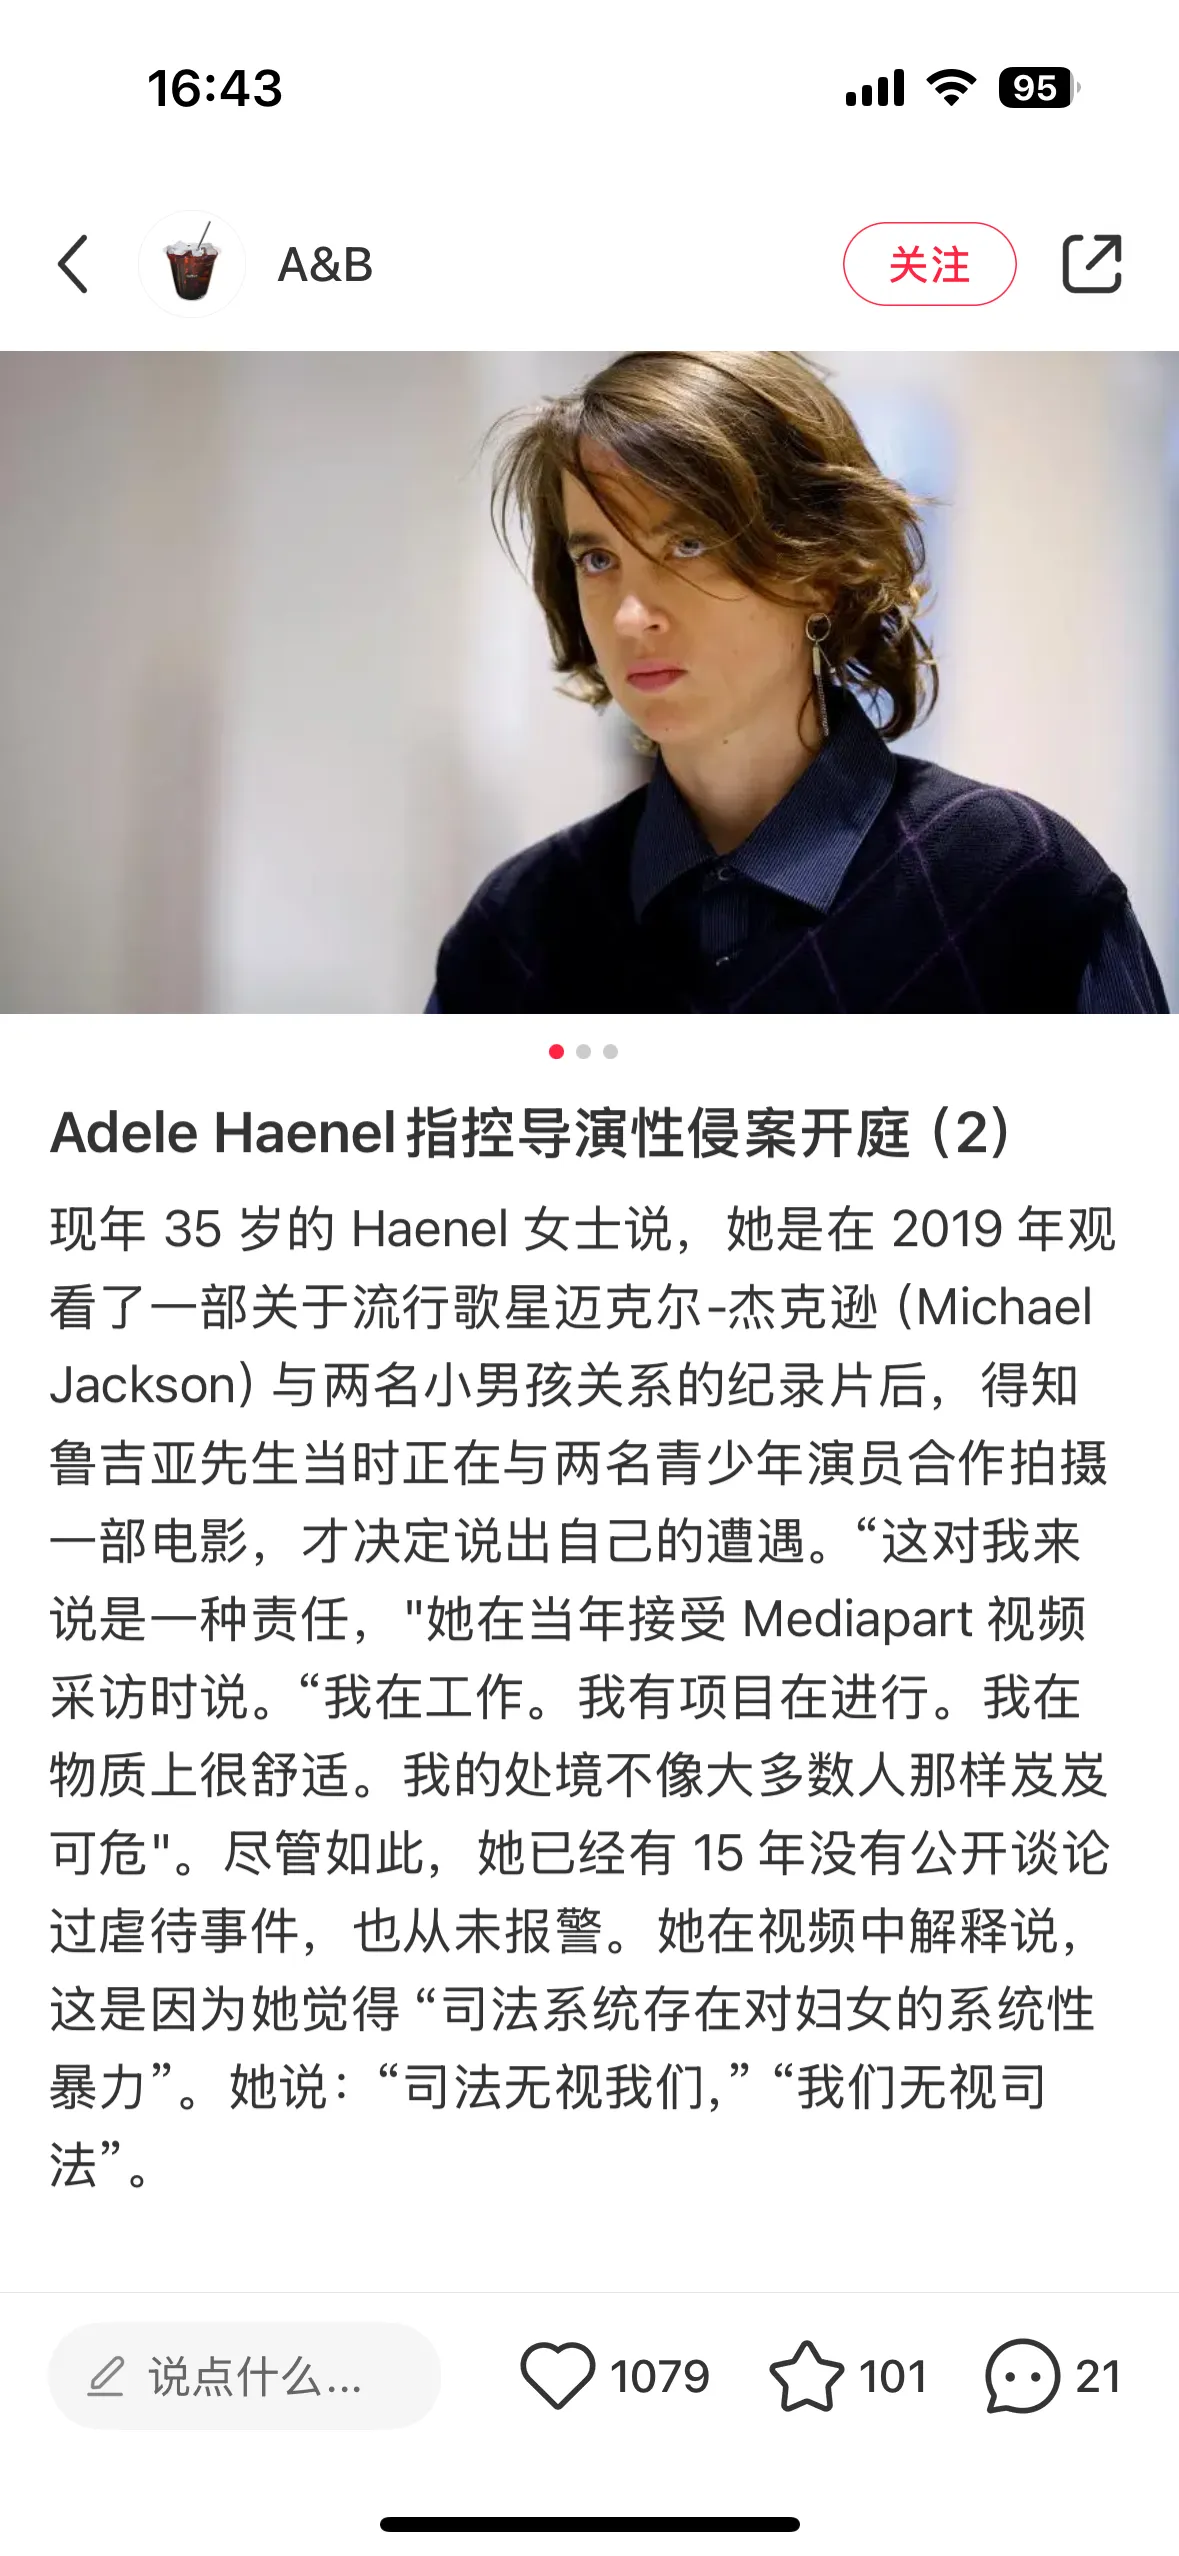 16:43
95
A&B
关注
Adele Haenel指控导演性侵案开庭（2）
现年 35 岁的 Haenel 女士说，她是在 2019 年观
看了一部关于流行歌星迈克尔-杰克逊（Michael
Jackson）与两名小男孩关系的纪录片后，得知
鲁吉亚先生当时正在与两名青少年演员合作拍摄
一部电影，才决定说出自己的遭遇。“这对我来
说是一种责任，"她在当年接受 Mediapart 视频
采访时说。“我在工作。我有项目在进行。我在
物质上很舒适。我的处境不像大多数人那样岌岌
可危"。尽管如此，她已经有 15 年没有公开谈论
过虐待事件，也从未报警。她在视频中解释说，
这是因为她觉得 “司法系统存在对妇女的系统性
暴力”。她说：“司法无视我们，” “我们无视司
法”。
说点什么...
1079
101
21